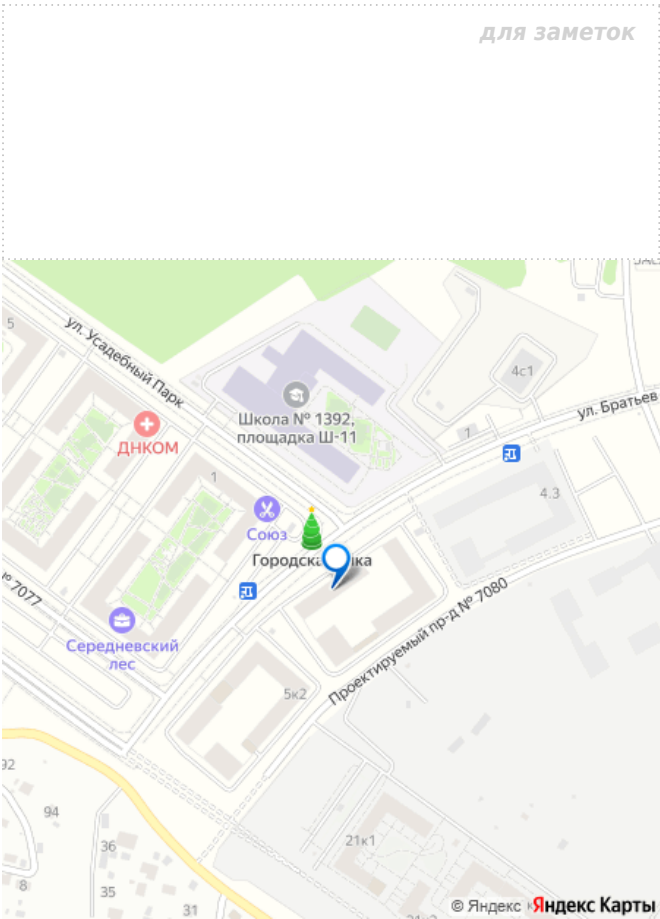 для заметок
5
ул. Усадебный Парк
4с1
ул. Братьев
Школа № 1392,
площадка Ш-11
ДНКОМ
1
1
4.3
Союз
№ 7077
Проектируемый пр-д № 7080
Середневский
лес
5к2
92
94
36
21к1
8
35
31
© Яндекс
Яндекс Карты